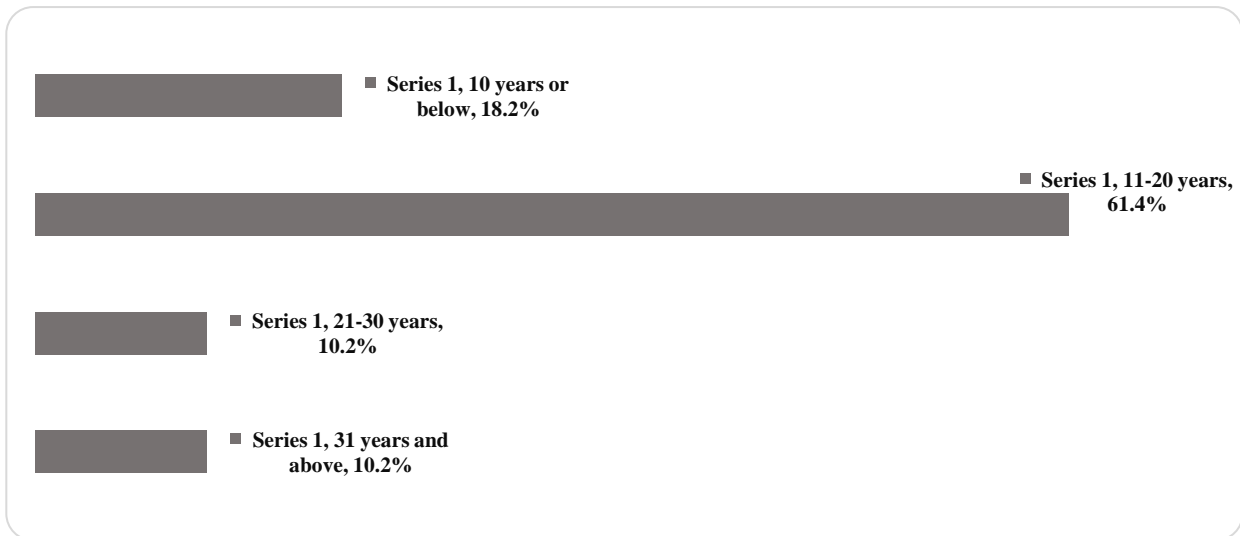 Series 1, 10 years or
below, 18.2%
Series 1, 11-20 years,
61.4%
Series 1, 21-30 years,
10.2%
Series 1, 31 years and
above, 10.2%